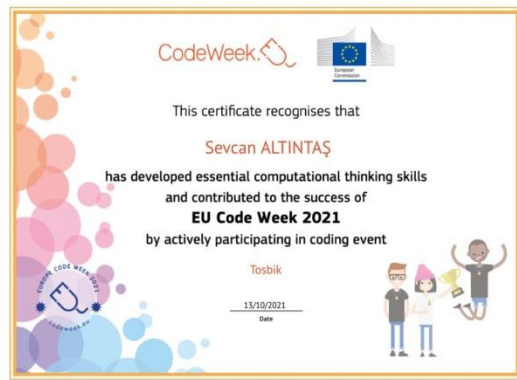 CodeWeek.
European
Commission
This certificate recognises that
Sevcan ALTINTAŞ
has developed essential computational thinking skills
and contributed to the success of
EU Code Week 2021
by actively participating in coding event
Tosbik
EUROPE CODE WEEK 2021
codeweek.eu
13/10/2021
Date